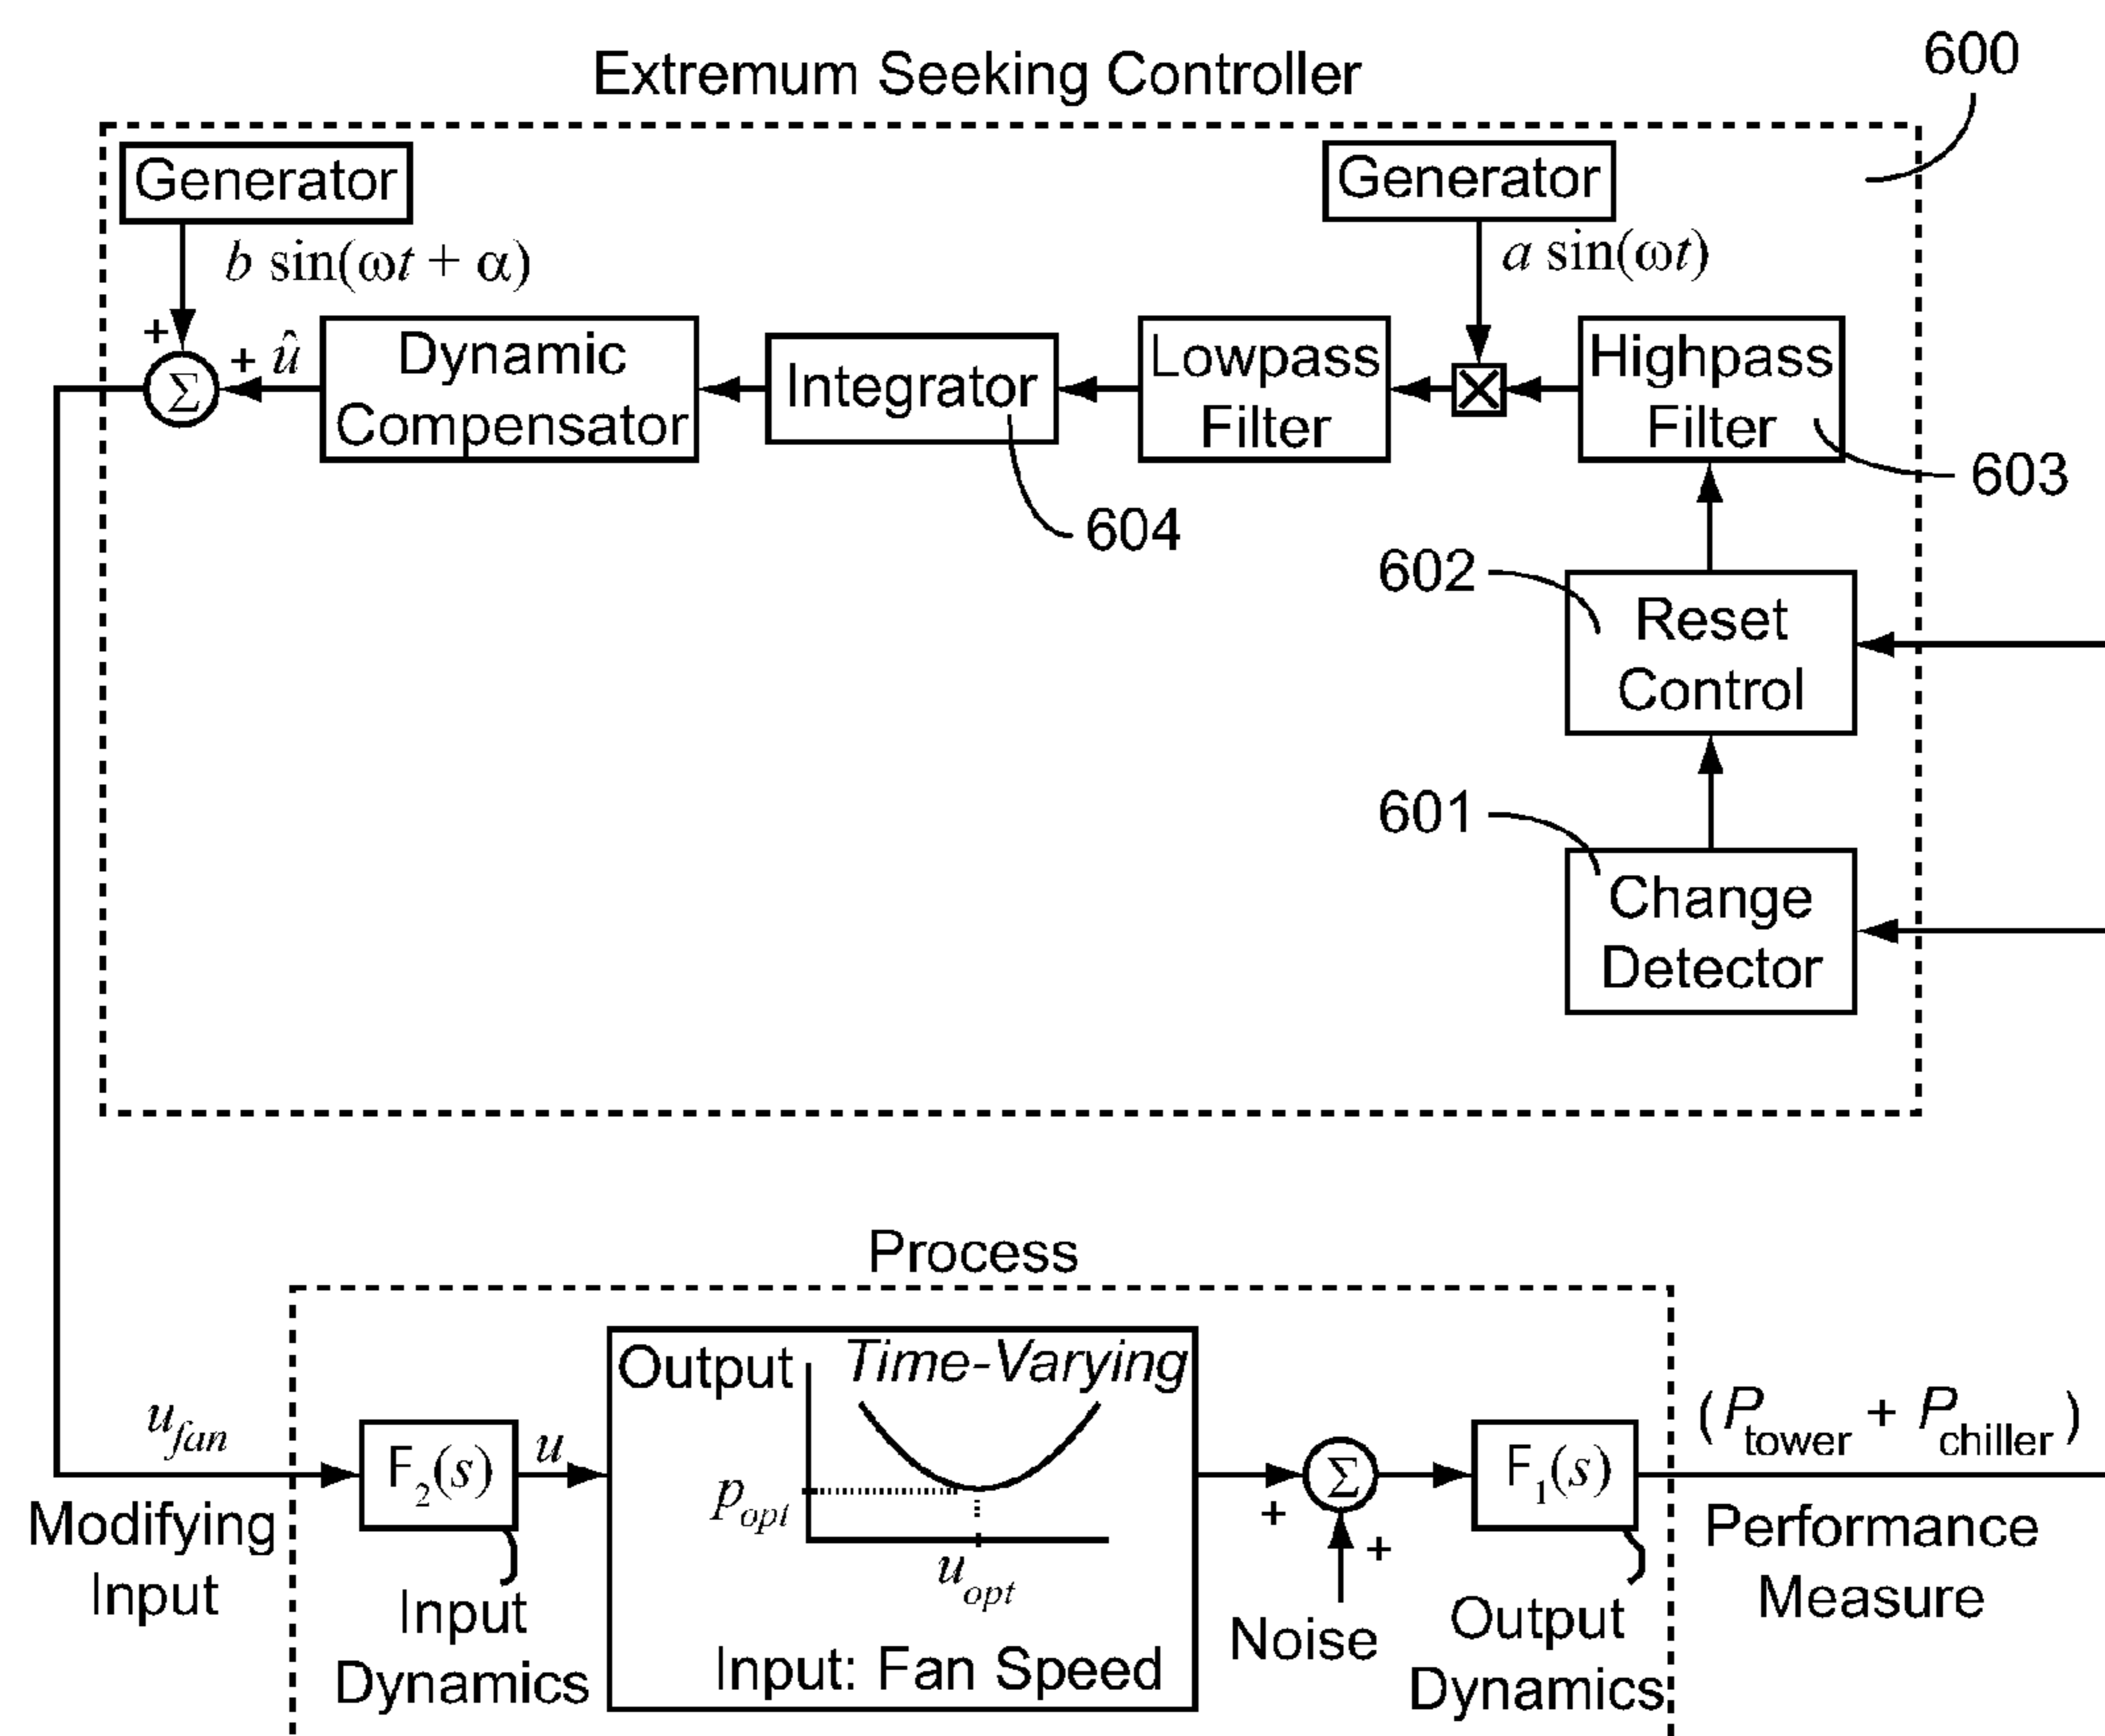 Extremum Seeking Controller
600
Generator
Generator
b sin(ωt + α)
a sin(ωt)
+
+ û
Σ
Dynamic
Compensator
Integrator
Lowpass
Filter
Highpass
Filter
603
604
602
Reset
Control
601
Change
Detector
Process
u_fan
Modifying
Input
F₂(s)
u
Input
Dynamics
Output
Time-Varying
p_opt
u_opt
Input: Fan Speed
Σ
+
+
Noise
F₁(s)
Output
Dynamics
(P_tower + P_chiller)
Performance
Measure